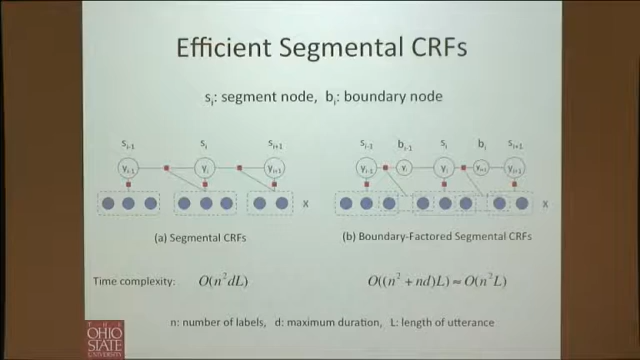 Efficient Segmental CRFs
sᵢ: segment node, bᵢ: boundary node
sᵢ₋₁ sᵢ sᵢ₊₁
yᵢ₋₁ yᵢ yᵢ₊₁
x
(a) Segmental CRFs
sᵢ₋₁ bᵢ₋₁ sᵢ bᵢ sᵢ₊₁
yᵢ₋₁ yᵢ yᵢ yᵢ₊₁ yᵢ₊₁
x
(b) Boundary-Factored Segmental CRFs
Time complexity: O(n²dL) O((n² + nd)L) ≈ O(n²L)
n: number of labels, d: maximum duration, L: length of utterance
THE
OHIO
STATE
UNIVERSITY